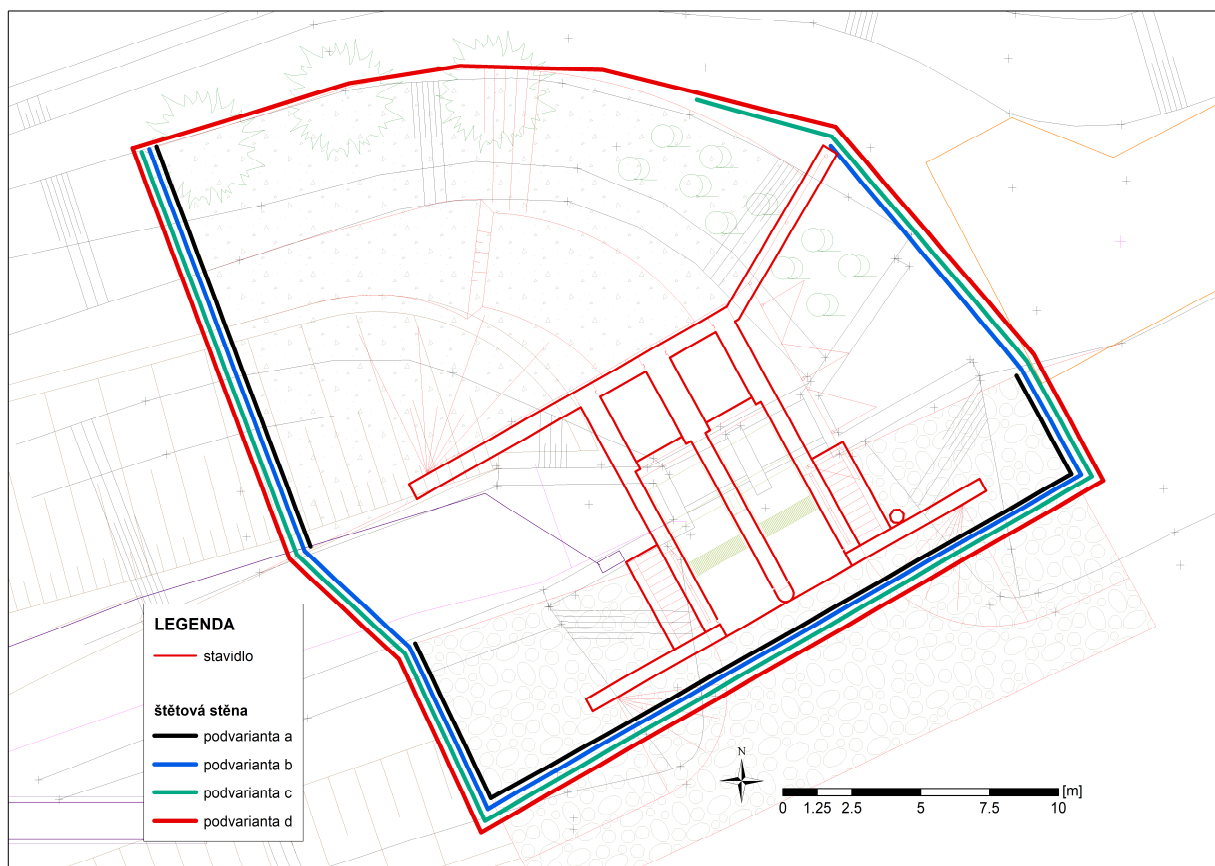 LEGENDA
stavidlo
štětová stěna
podvarianta a
podvarianta b
podvarianta c
podvarianta d
N
[m]
0 1.25 2.5 5 7.5 10